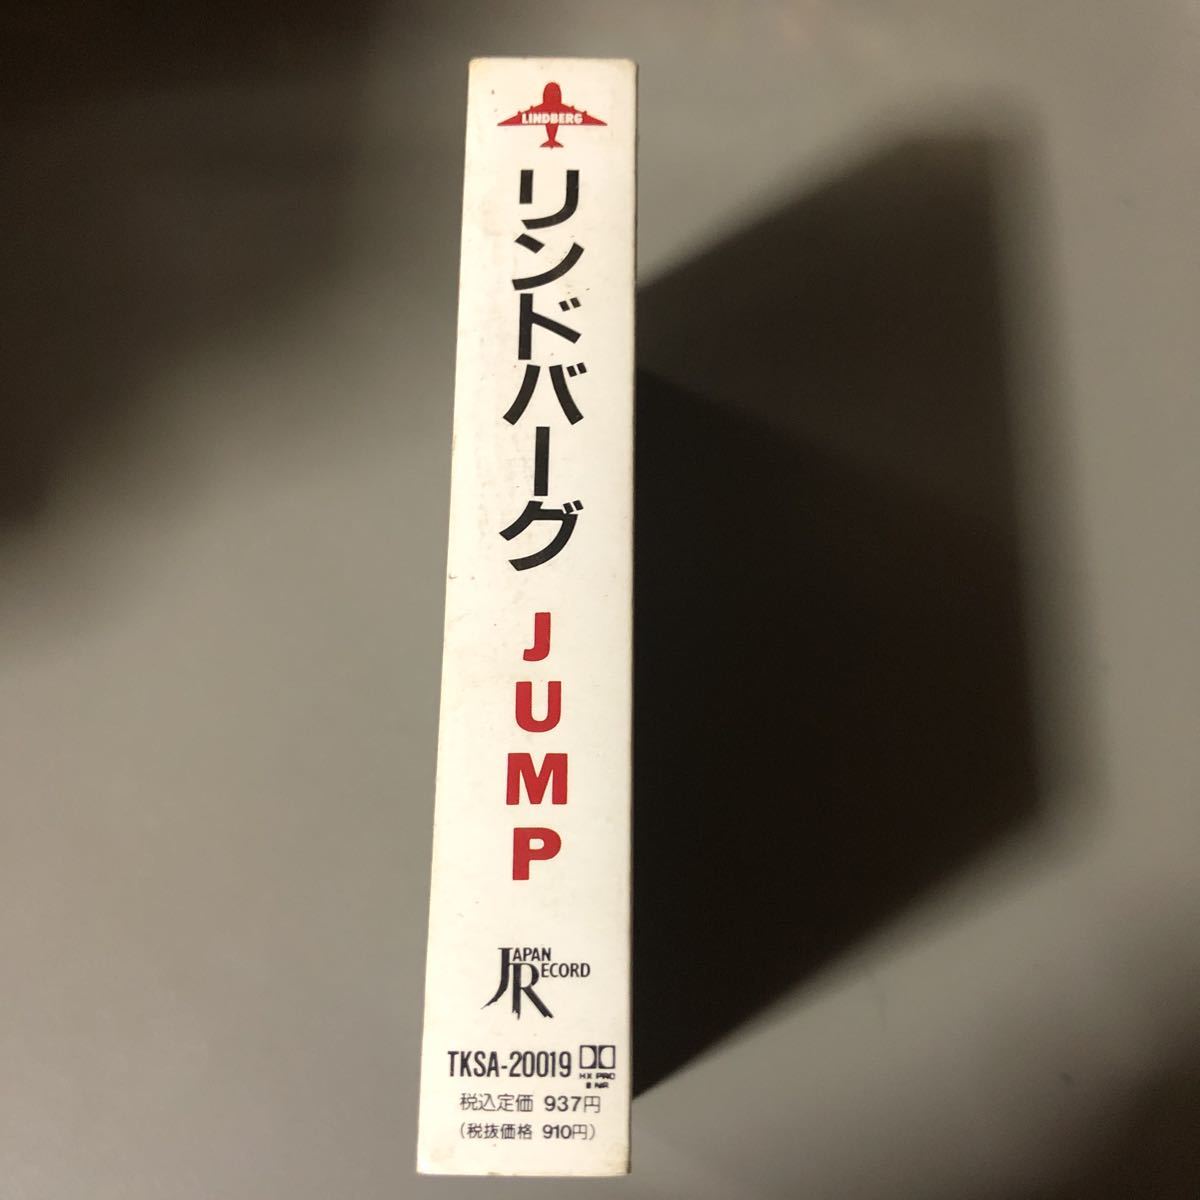 LINDBERG
リンドバーグ
JUMP
JAPAN
RECORD
TKSA-20019
HX PRO
B NR
税込定価 937円
(税抜価格 910円)